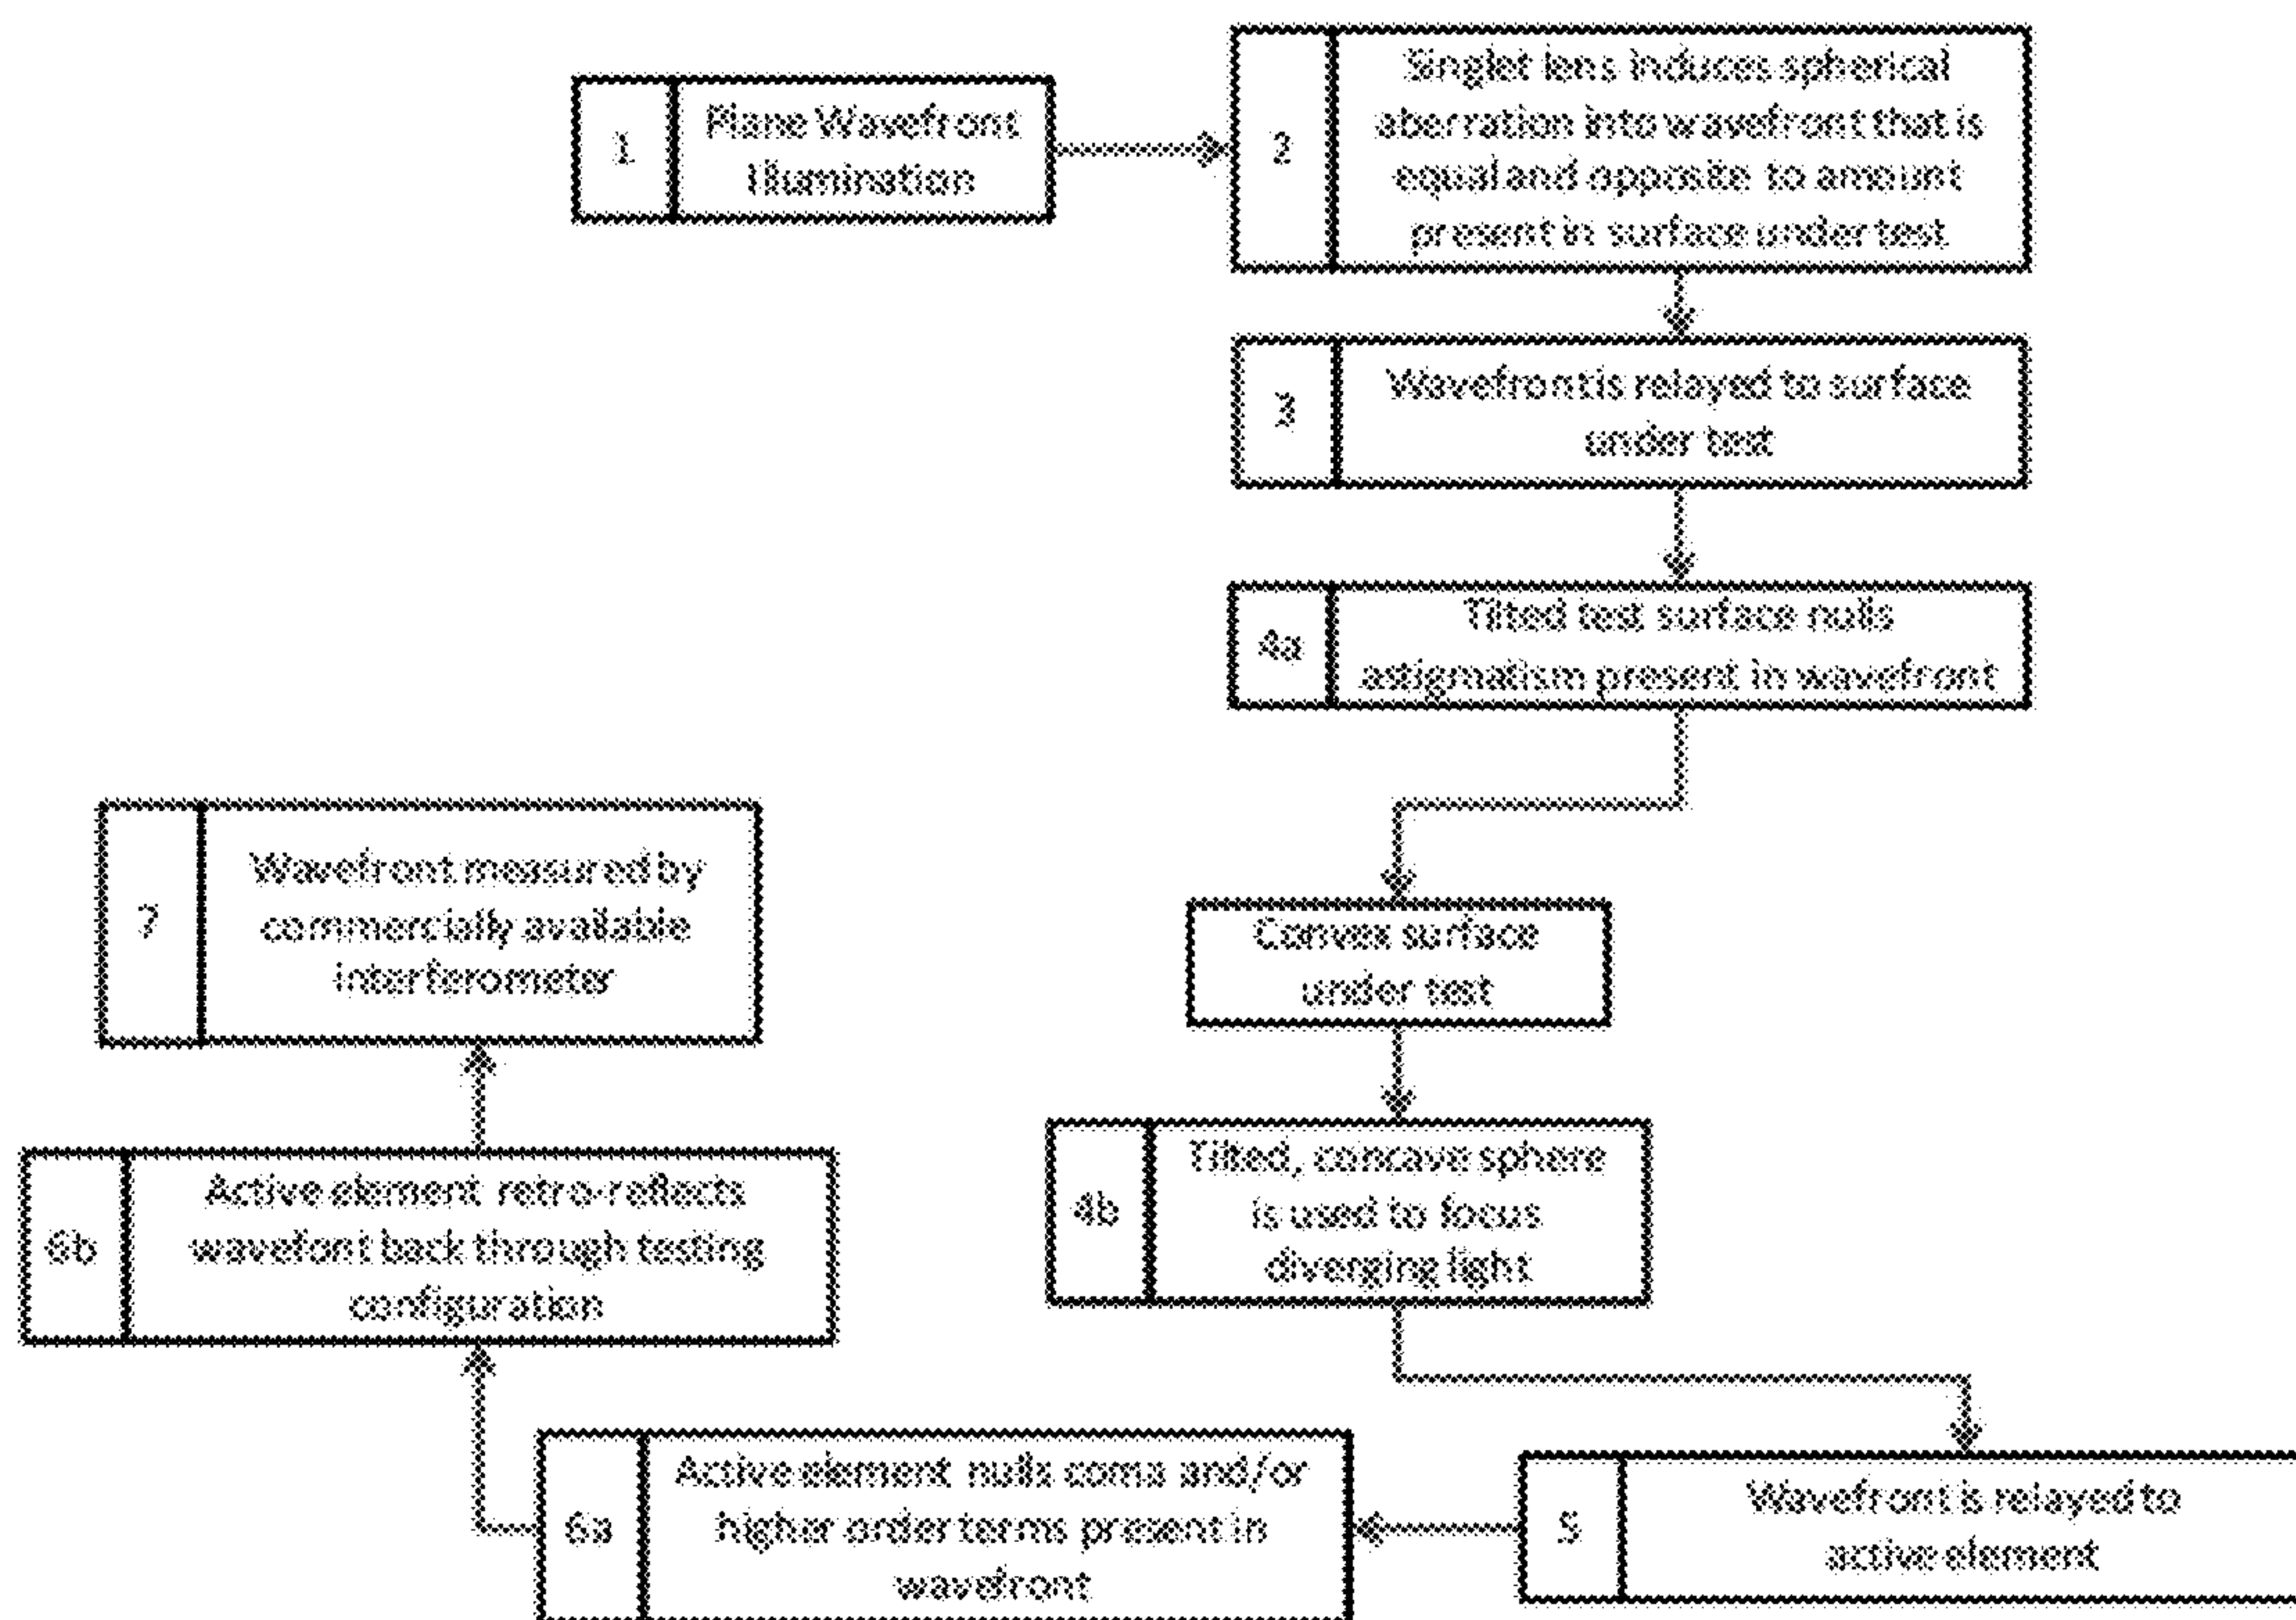 1
Plane Wavefront
Illumination
2
Singlet lens induces spherical
aberration into wavefront that is
equal and opposite to amount
present in surface under test
3
Wavefront is relayed to surface
under test
4a
Tilted test surface nulls
astigmatism present in wavefront
Convex surface
under test
4b
Tilted, concave sphere
is used to focus
diverging light
5
Wavefront is relayed to
active element
6a
Active element nulls coma and/or
higher order terms present in
wavefront
6b
Active element retro-reflects
wavefont back through testing
configuration
7
Wavefront measured by
commercially available
interferometer